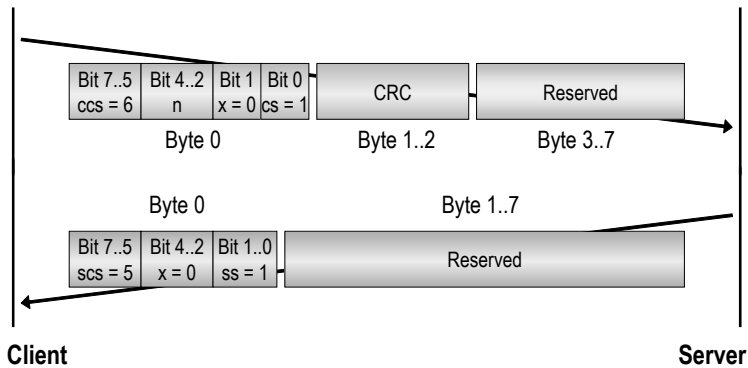 Bit 7..5 Bit 4..2 Bit 1 Bit 0
ccs = 6 n x = 0 cs = 1 CRC Reserved
Byte 0 Byte 1..2 Byte 3..7
Byte 0 Byte 1..7
Bit 7..5 Bit 4..2 Bit 1..0
scs = 5 x = 0 ss = 1 Reserved
Client Server